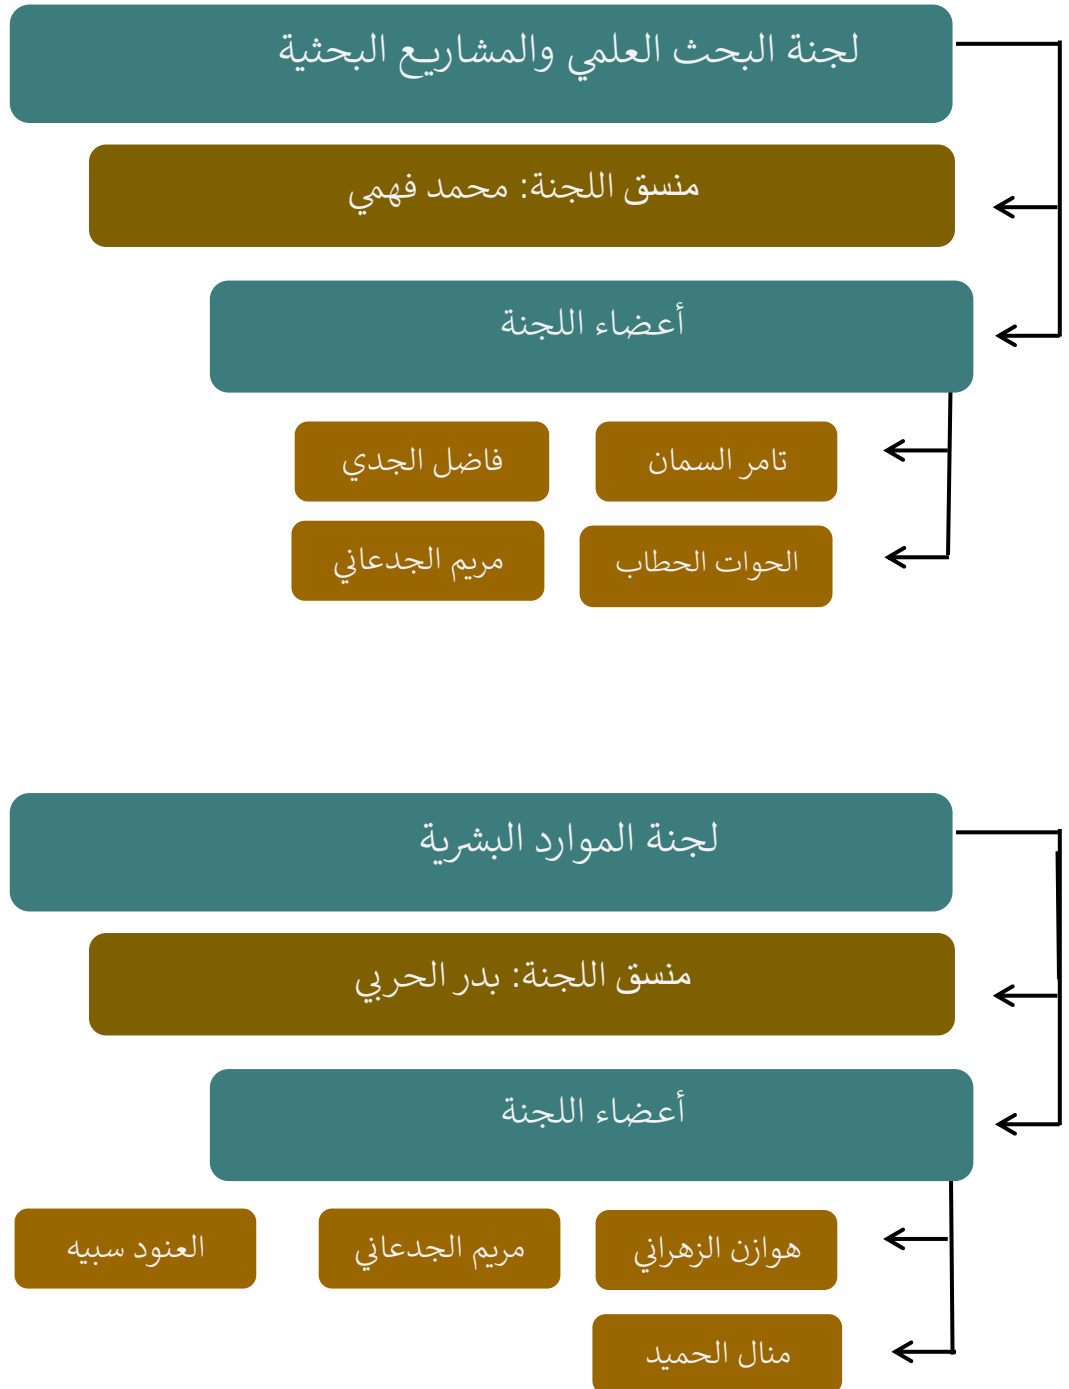 لجنة البحث العلمي والمشاريع البحثية
منسق اللجنة: محمد فهمي
أعضاء اللجنة
تامر السمان
فاضل الجدي
الحوات الحطاب
مريم الجدعاني
لجنة الموارد البشرية
منسق اللجنة: بدر الحربي
أعضاء اللجنة
هوازن الزهراني
مريم الجدعاني
العنود سبيه
منال الحميد